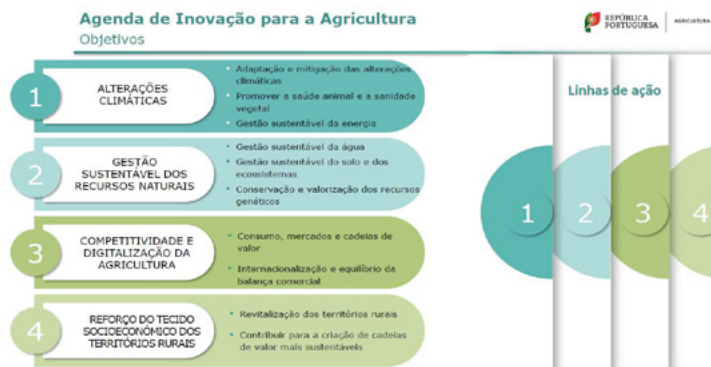 Agenda de Inovação para a Agricultura
Objetivos
REPÚBLICA
PORTUGUESA
AGRICULTURA
1
ALTERAÇÕES
CLIMÁTICAS
• Adaptação e mitigação das alterações
climáticas
• Promover a saúde animal e a sanidade
vegetal
• Gestão sustentável da energia
2
GESTÃO
SUSTENTÁVEL DOS
RECURSOS NATURAIS
• Gestão sustentável da água
• Gestão sustentável do solo e dos
ecossistemas
• Conservação e valorização dos recursos
genéticos
3
COMPETITIVIDADE E
DIGITALIZAÇÃO DA
AGRICULTURA
• Consumo, mercados e cadeias de
valor
• Internacionalização e equilíbrio da
balança comercial
4
REFORÇO DO TECIDO
SOCIOECONÓMICO DOS
TERRITÓRIOS RURAIS
• Revitalização dos territórios rurais
• Contribuir para a criação de cadeias
de valor mais sustentáveis
Linhas de ação
1 2 3 4